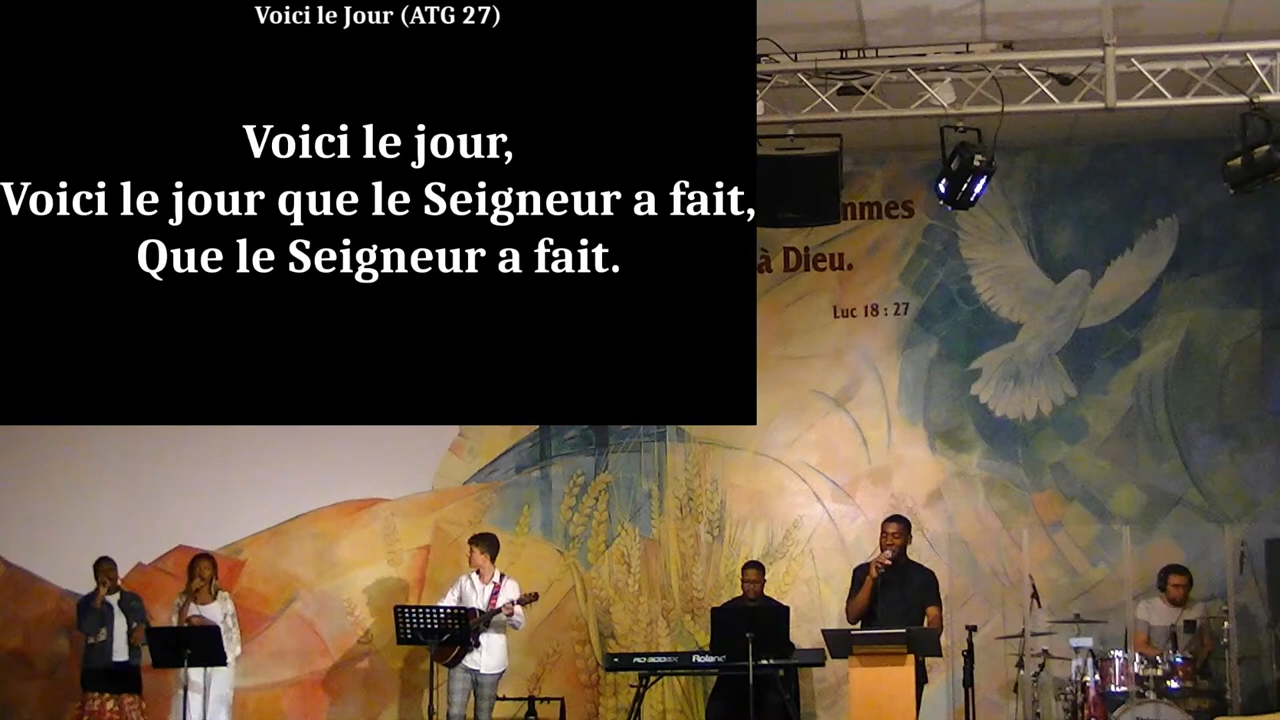 Voici le Jour (ATG 27)
Voici le jour,
Voici le jour que le Seigneur a fait,
Que le Seigneur a fait.
mmes
à Dieu.
Luc 18 : 27
Roland